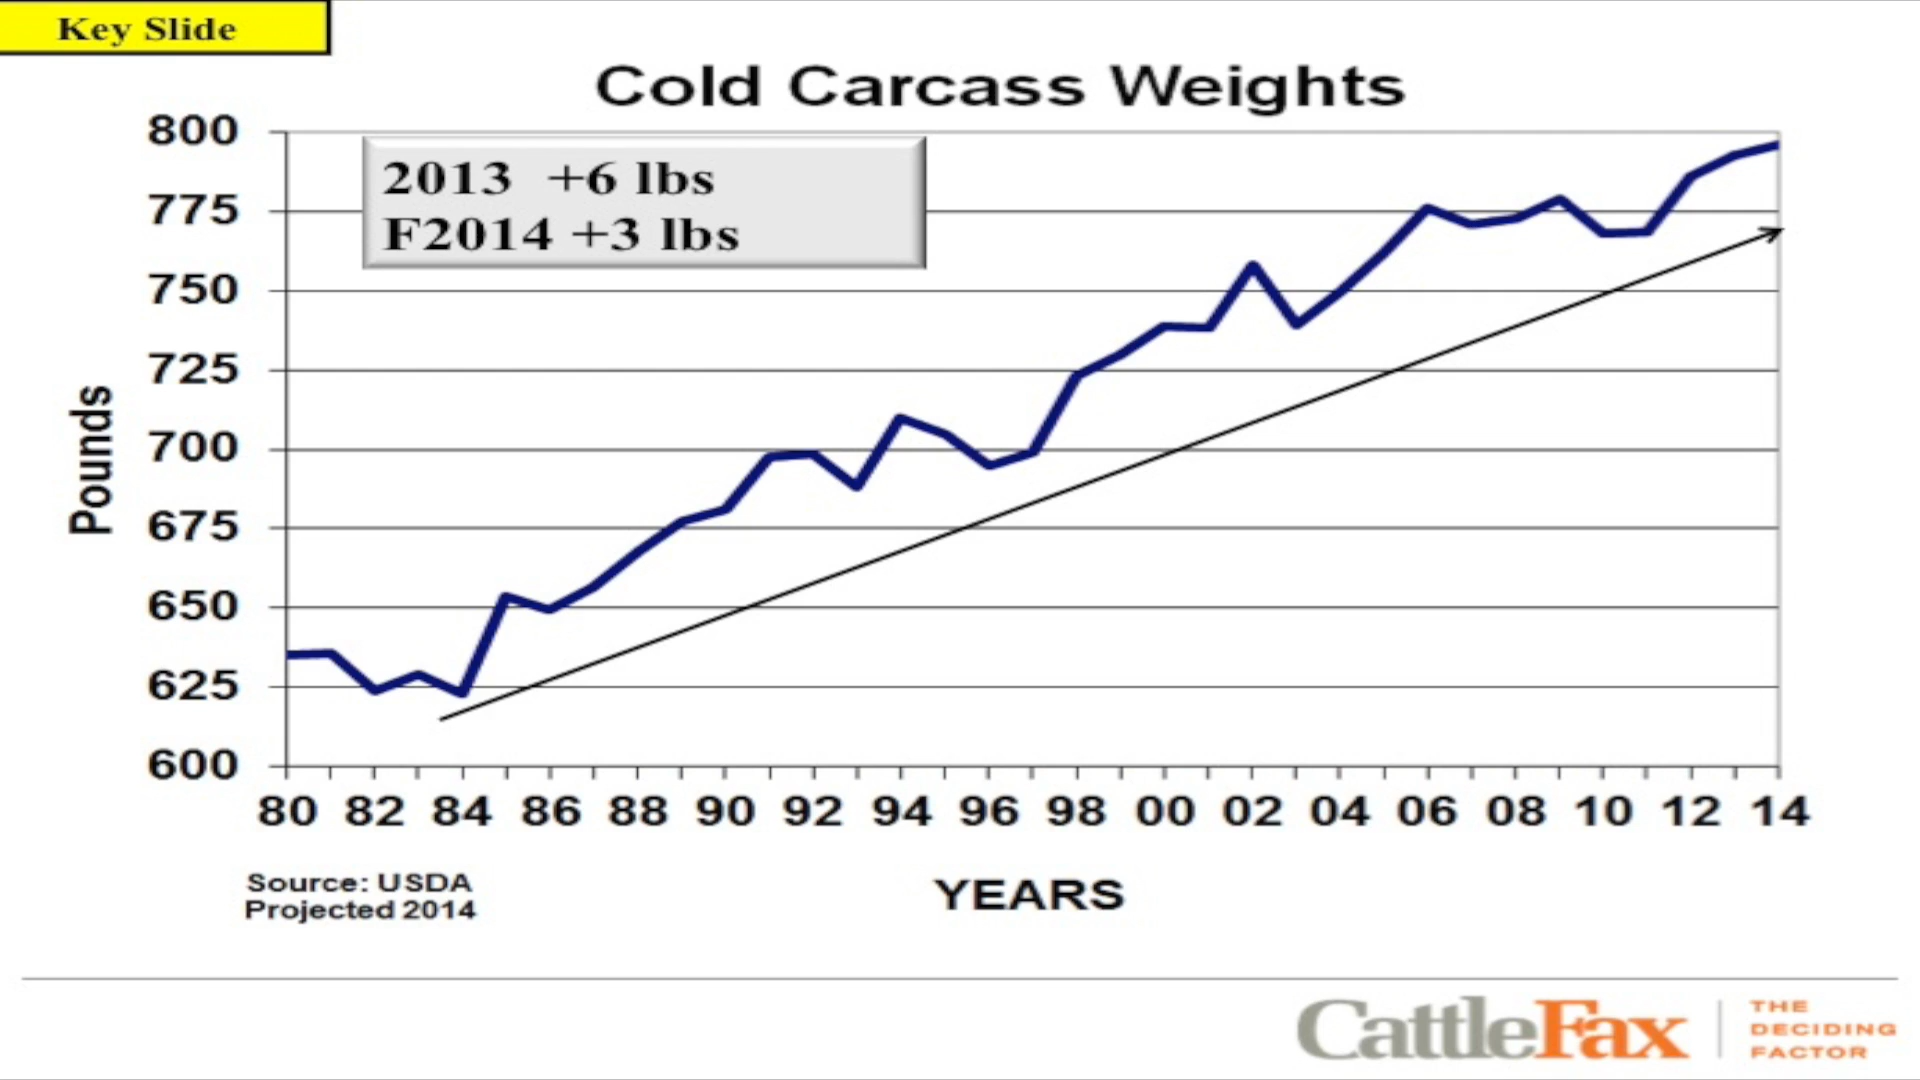 Key Slide
Cold Carcass Weights
2013 +6 lbs
F2014 +3 lbs
800
775
750
725
700
675
650
625
600
Pounds
80 82 84 86 88 90 92 94 96 98 00 02 04 06 08 10 12 14
YEARS
Source: USDA
Projected 2014
CattleFax
THE
DECIDING
FACTOR